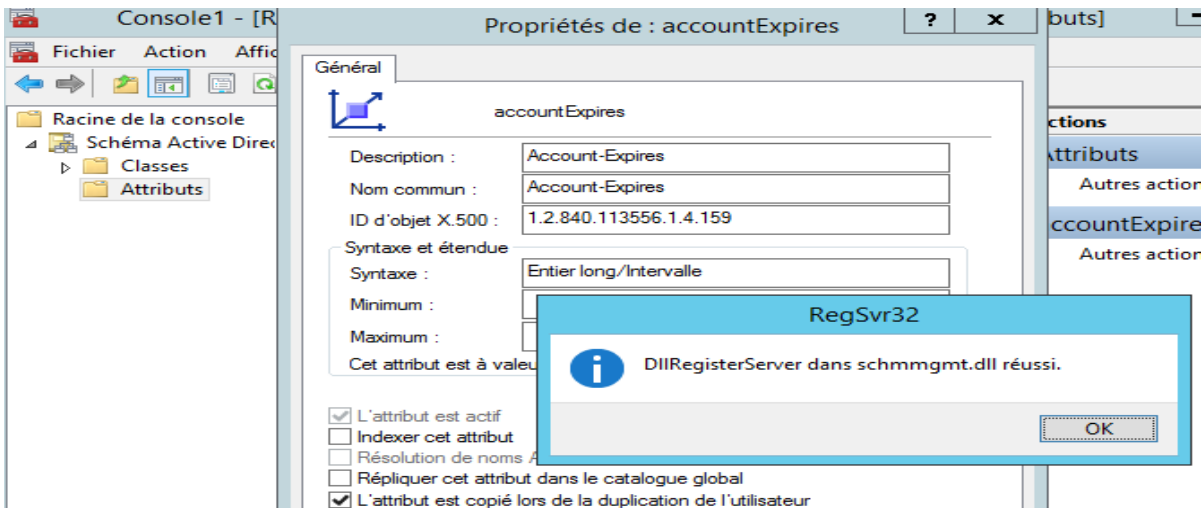 Console1 - [R
Propriétés de : accountExpires
? x
buts]
Fichier Action Affic
Général
Racine de la console
Schéma Active Direc
Classes
Attributs
accountExpires
Description : Account-Expires
Nom commun : Account-Expires
ID d'objet X.500 : 1.2.840.113556.1.4.159
Syntaxe et étendue
Syntaxe : Entier long/Intervalle
Minimum :
Maximum :
Cet attribut est à vale
L'attribut est actif
Indexer cet attribut
Résolution de noms A
Répliquer cet attribut dans le catalogue global
L'attribut est copié lors de la duplication de l'utilisateur
RegSvr32
DllRegisterServer dans schmmgmt.dll réussi.
OK
ctions
Attributs
Autres action
ccountExpire
Autres action